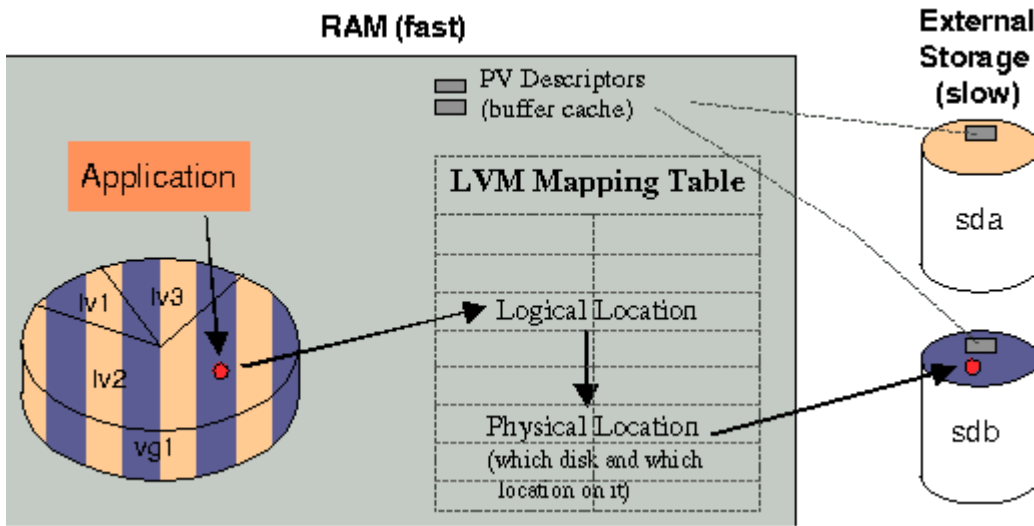 RAM (fast)
External
Storage
(slow)
PV Descriptors
(buffer cache)
Application
LVM Mapping Table
sda
lv1
lv3
Logical Location
lv2
Physical Location
sdb
vg1
(which disk and which
location on it)